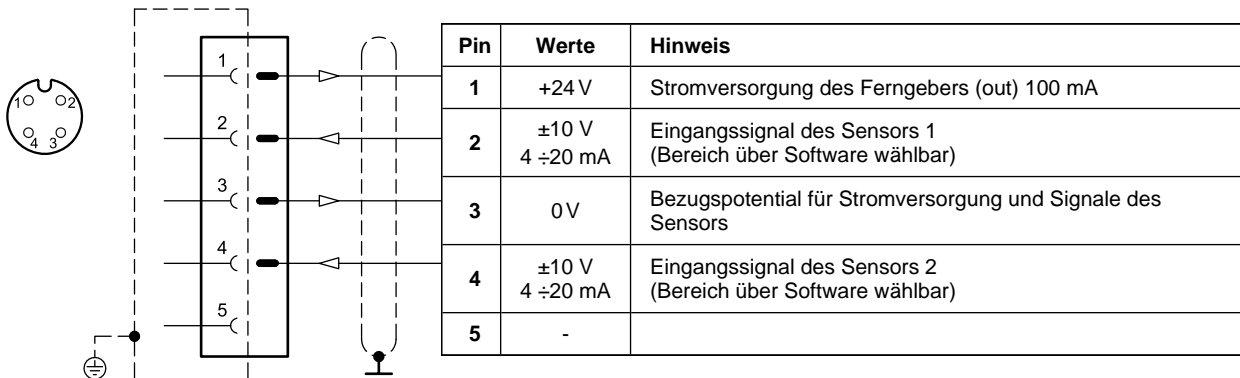 1 2
4 3
1
2
3
4
5
Pin Werte Hinweis
1 +24 V Stromversorgung des Ferngebers (out) 100 mA
2 ±10 V Eingangssignal des Sensors 1
4 ÷20 mA (Bereich über Software wählbar)
3 0 V Bezugspotential für Stromversorgung und Signale des
Sensors
4 ±10 V Eingangssignal des Sensors 2
4 ÷20 mA (Bereich über Software wählbar)
5 -